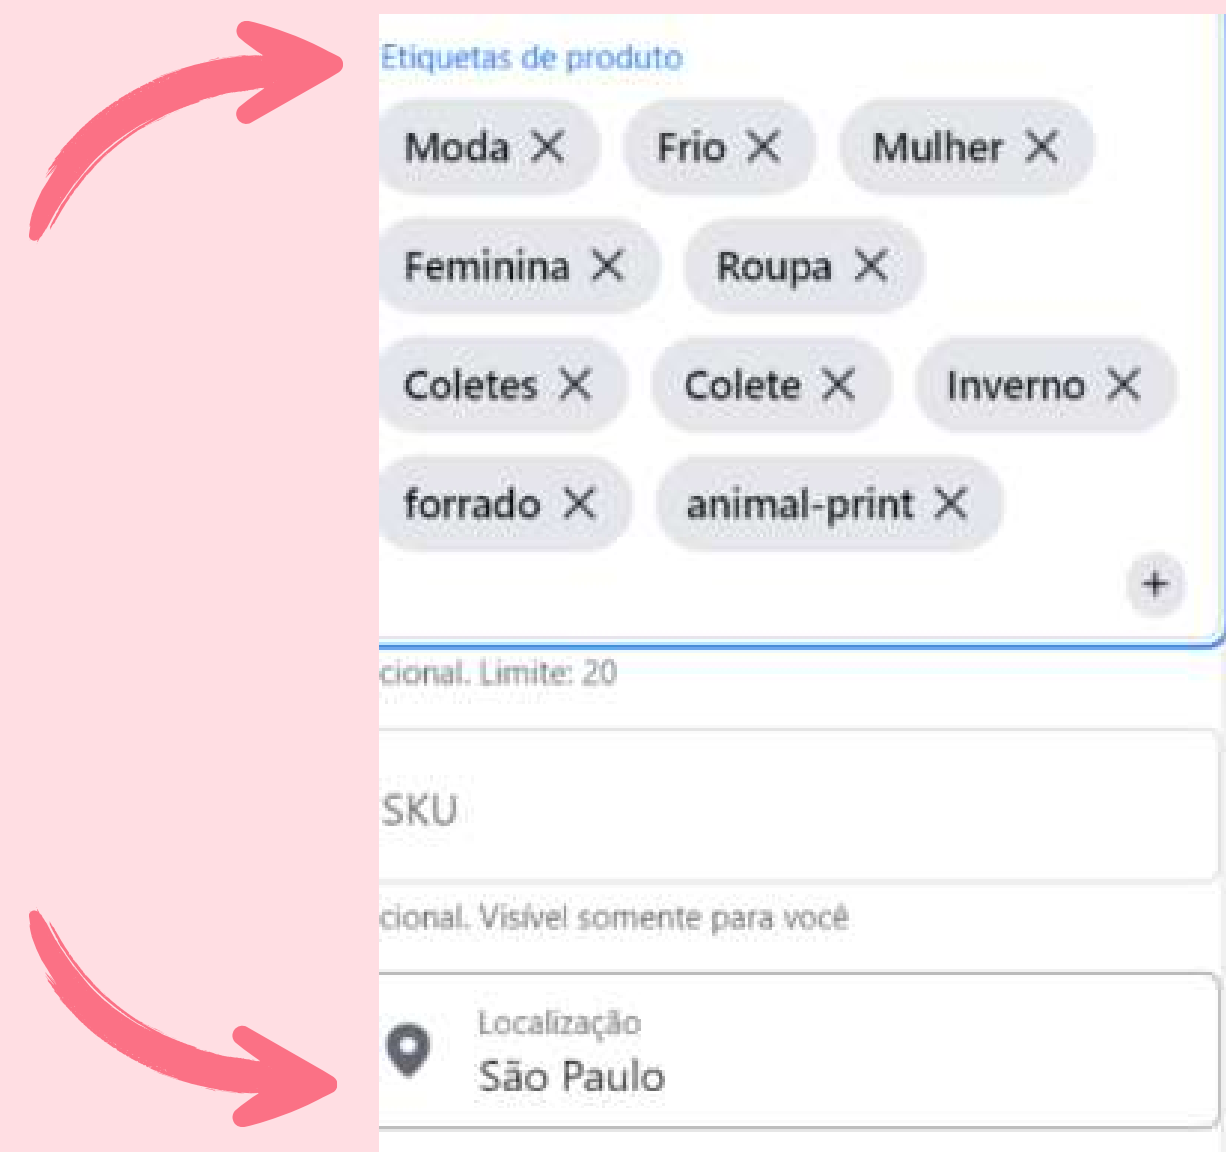 Etiquetas de produto
Moda Frio Mulher
Feminina Roupa
Coletes Colete Inverno
forrado animal-print
+
cional. Limite: 20
SKU
cional. Visível somente para você
Localização
São Paulo